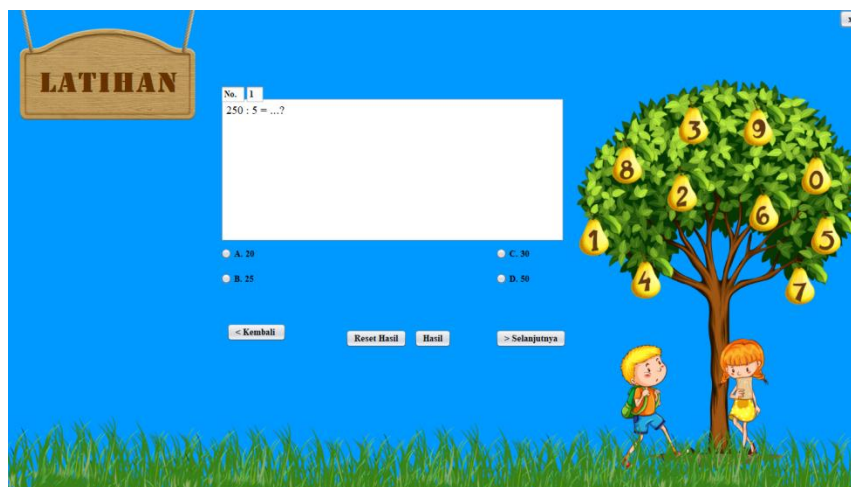 LATIHAN
x
No. 1
250 : 5 = ...?
A. 20
C. 30
B. 25
D. 50
< Kembali
Reset Hasil
Hasil
> Selanjutnya
3
9
8
0
2
6
1
5
4
7